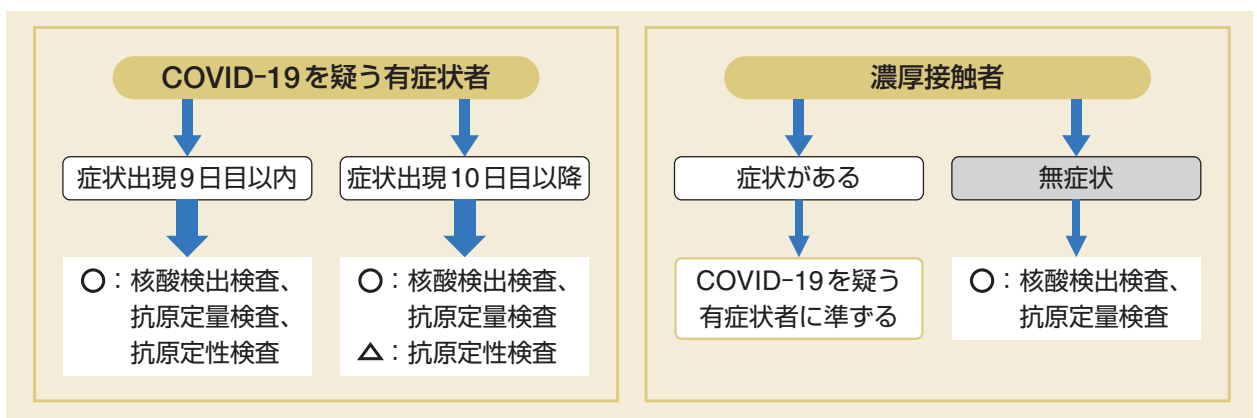 COVID-19を疑う有症状者
症状出現9日目以内
症状出現10日目以降
○：核酸検出検査、
抗原定量検査、
抗原定性検査
○：核酸検出検査、
抗原定量検査
△：抗原定性検査
濃厚接触者
症状がある
無症状
COVID-19を疑う
有症状者に準ずる
○：核酸検出検査、
抗原定量検査